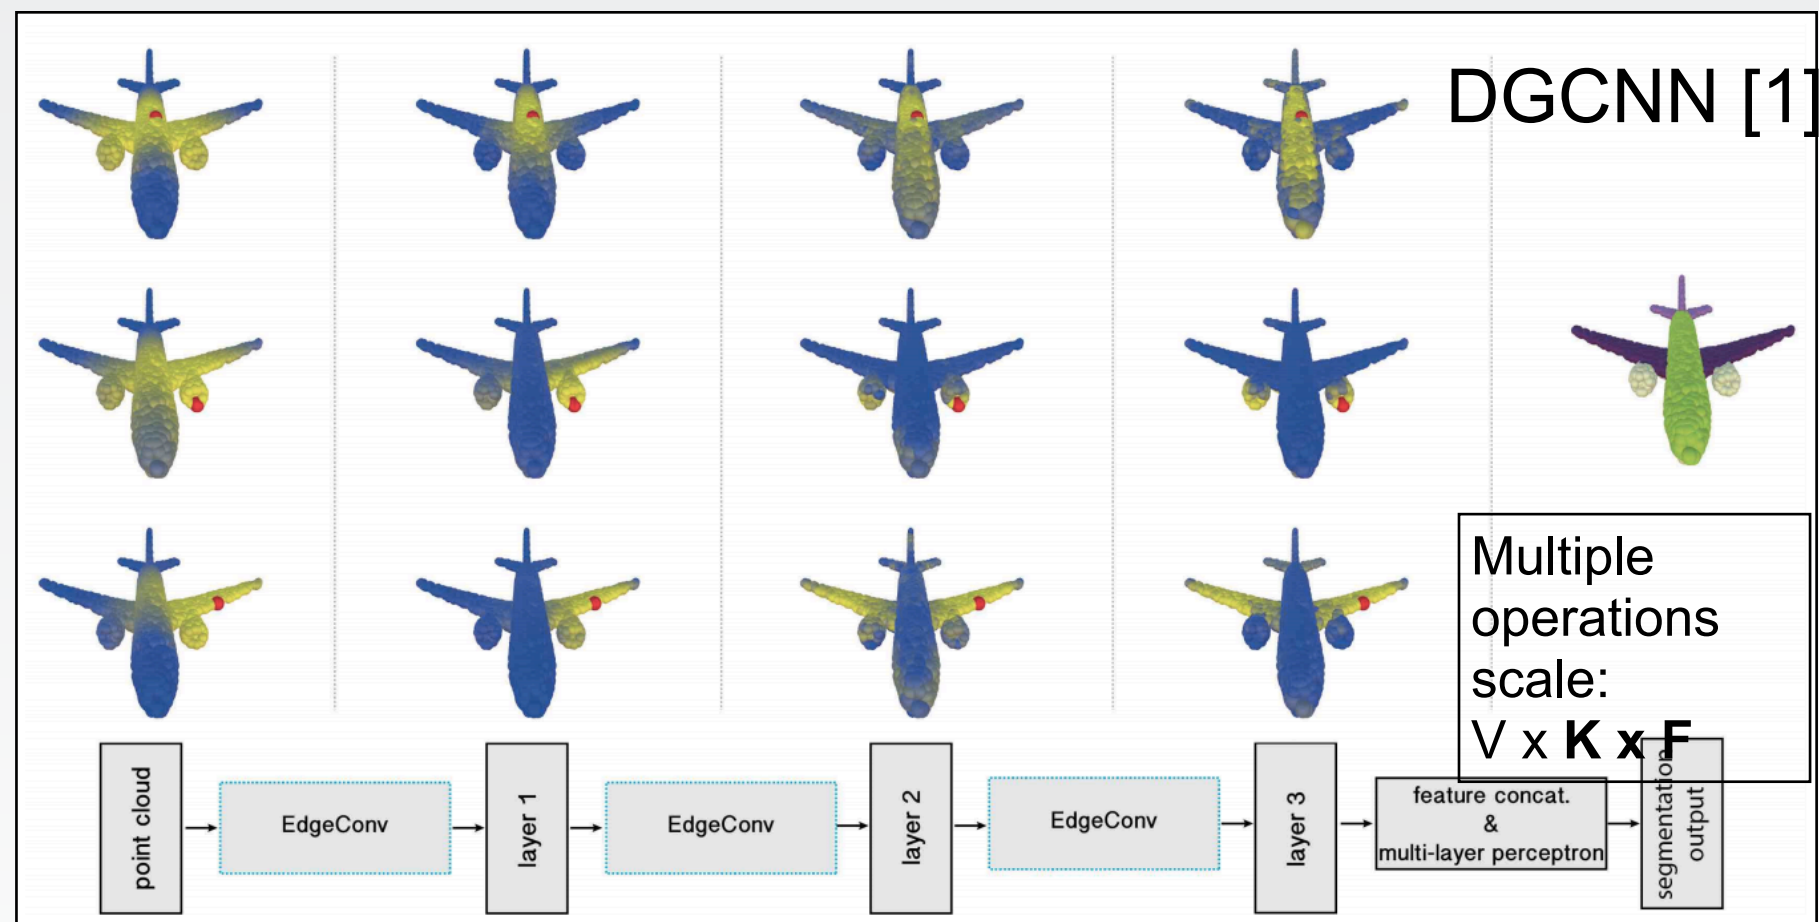 DGCNN [1]
Multiple
operations
scale:
V x K x F
point cloud
EdgeConv
layer 1
EdgeConv
layer 2
EdgeConv
layer 3
feature concat.
&
multi-layer perceptron
segmentation
output